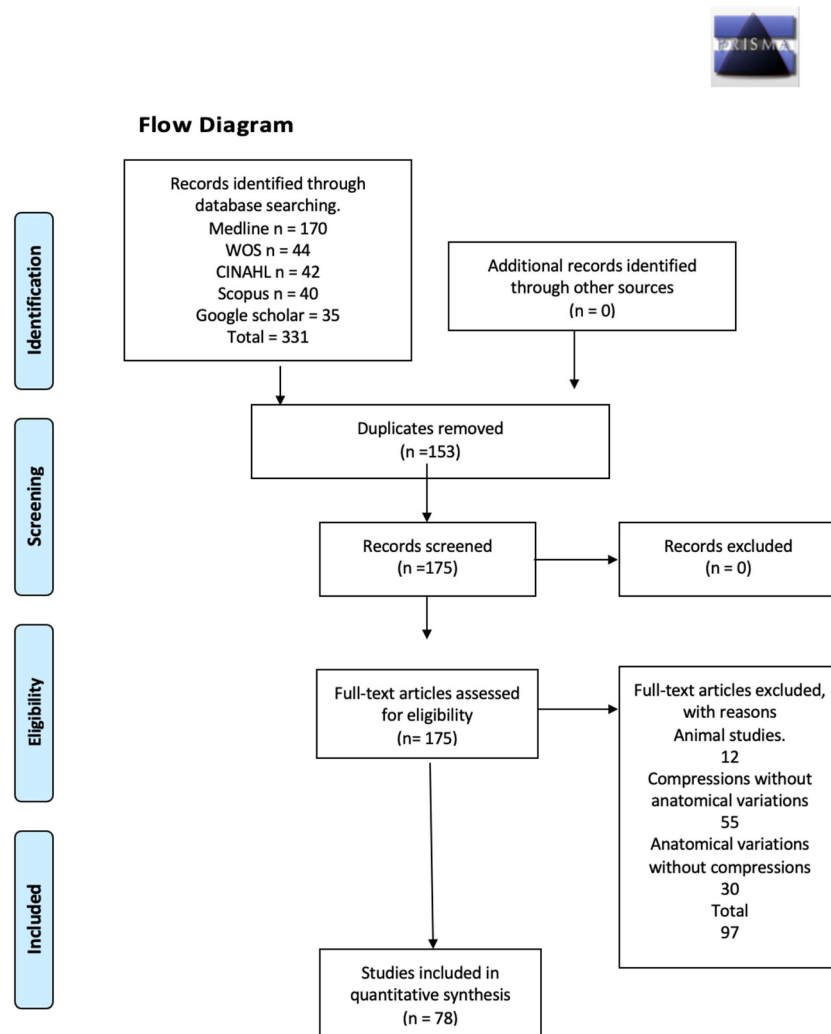 PRISMA
Flow Diagram
Identification
Records identified through
database searching.
Medline n = 170
WOS n = 44
CINAHL n = 42
Scopus n = 40
Google scholar = 35
Total = 331
Additional records identified
through other sources
(n = 0)
Screening
Duplicates removed
(n =153)
Records screened
(n =175)
Records excluded
(n = 0)
Eligibility
Full-text articles assessed
for eligibility
(n= 175)
Full-text articles excluded,
with reasons
Animal studies.
12
Compressions without
anatomical variations
55
Anatomical variations
without compressions
30
Total
97
Included
Studies included in
quantitative synthesis
(n = 78)